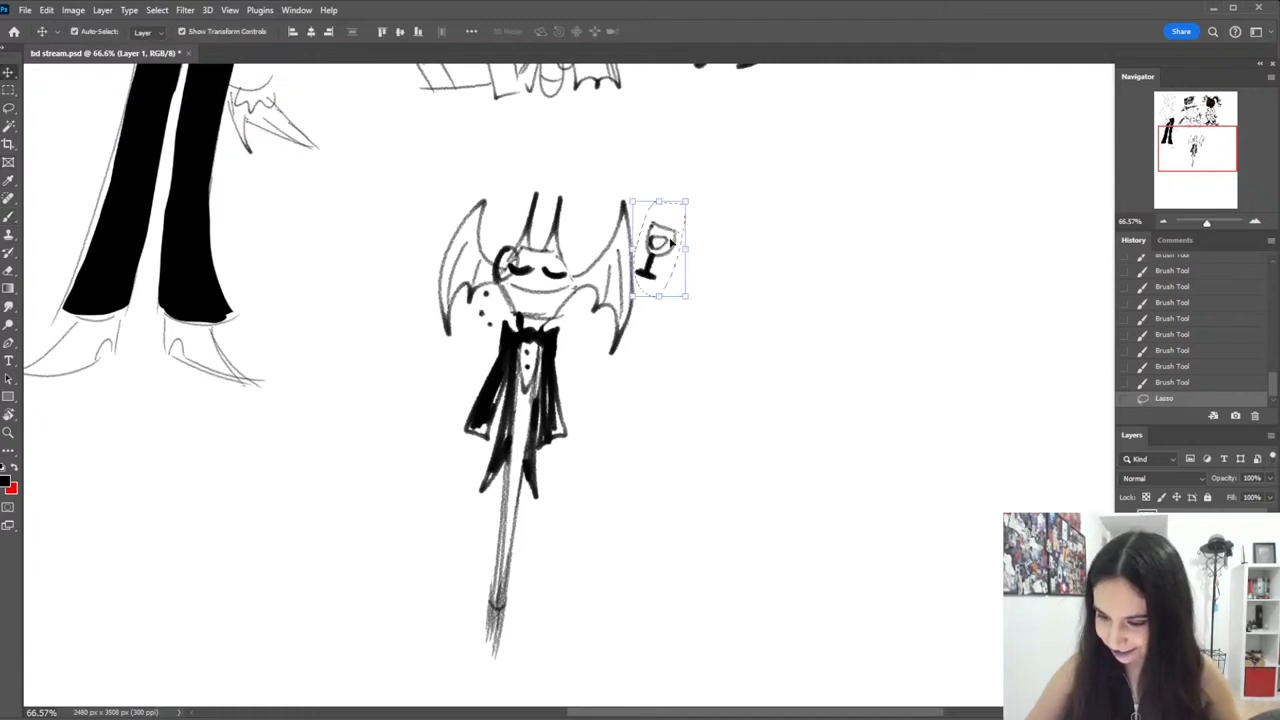 Ps File Edit Image Layer Type Select Filter 3D View Plugins Window Help
Auto-Select: Layer Show Transform Controls 3D Mode: Share
bd stream.psd @ 66.6% (Layer 1, RGB/8) * ×
Navigator
66.57%
History Comments
Brush Tool
Brush Tool
Brush Tool
Brush Tool
Brush Tool
Brush Tool
Brush Tool
Brush Tool
Lasso
Layers
Kind
Normal Opacity: 100%
Lock: Fill: 100%
66.57% 2480 px x 3508 px (300 ppi)